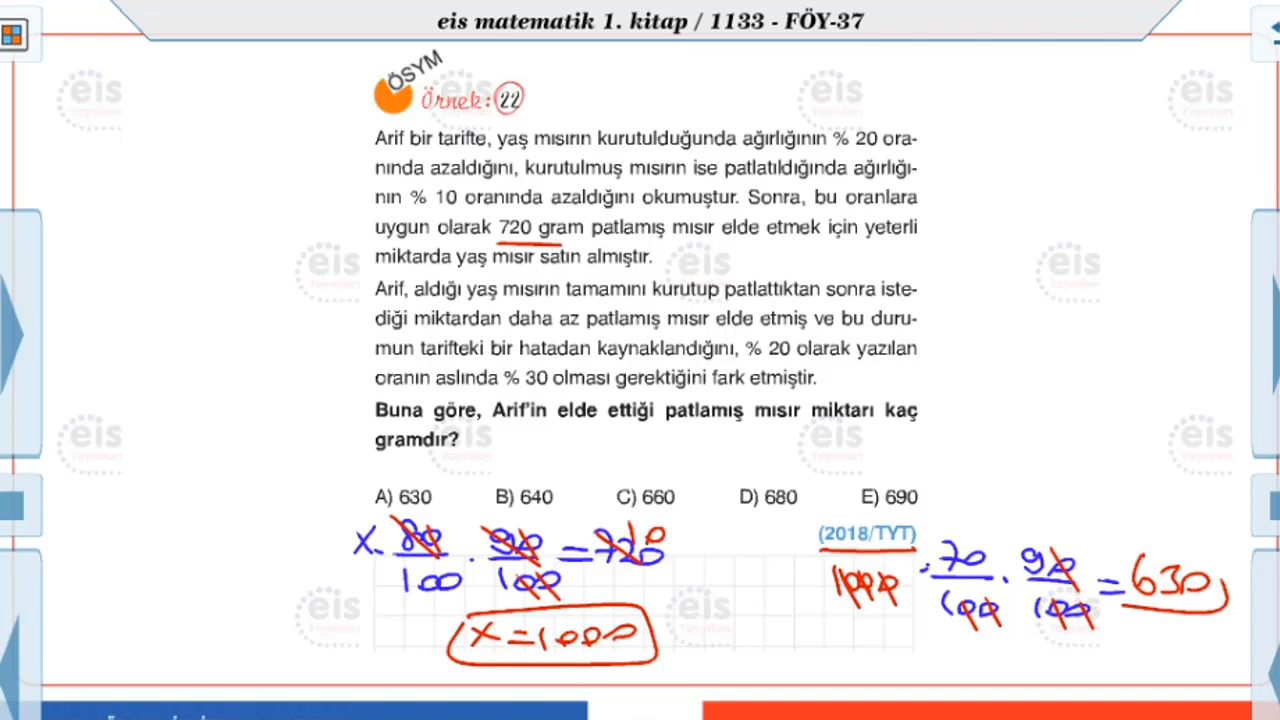 eis matematik 1. kitap / 1133 - FÖY-37
ÖSYM
Örnek: 22
Arif bir tarifte, yaş mısırın kurutulduğunda ağırlığının % 20 ora-
nında azaldığını, kurutulmuş mısırın ise patlatıldığında ağırlığı-
nın % 10 oranında azaldığını okumuştur. Sonra, bu oranlara
uygun olarak 720 gram patlamış mısır elde etmek için yeterli
miktarda yaş mısır satın almıştır.
Arif, aldığı yaş mısırın tamamını kurutup patlattıktan sonra iste-
diği miktardan daha az patlamış mısır elde etmiş ve bu duru-
mun tarifteki bir hatadan kaynaklandığını, % 20 olarak yazılan
oranın aslında % 30 olması gerektiğini fark etmiştir.
Buna göre, Arif'in elde ettiği patlamış mısır miktarı kaç
gramdır?
A) 630 B) 640 C) 660 D) 680 E) 690
(2018/TYT)
x. 80/100 . 90/100 = 720 10
x = 1000
1000 . 70/100 . 90/100 = 630
eis Yayınları